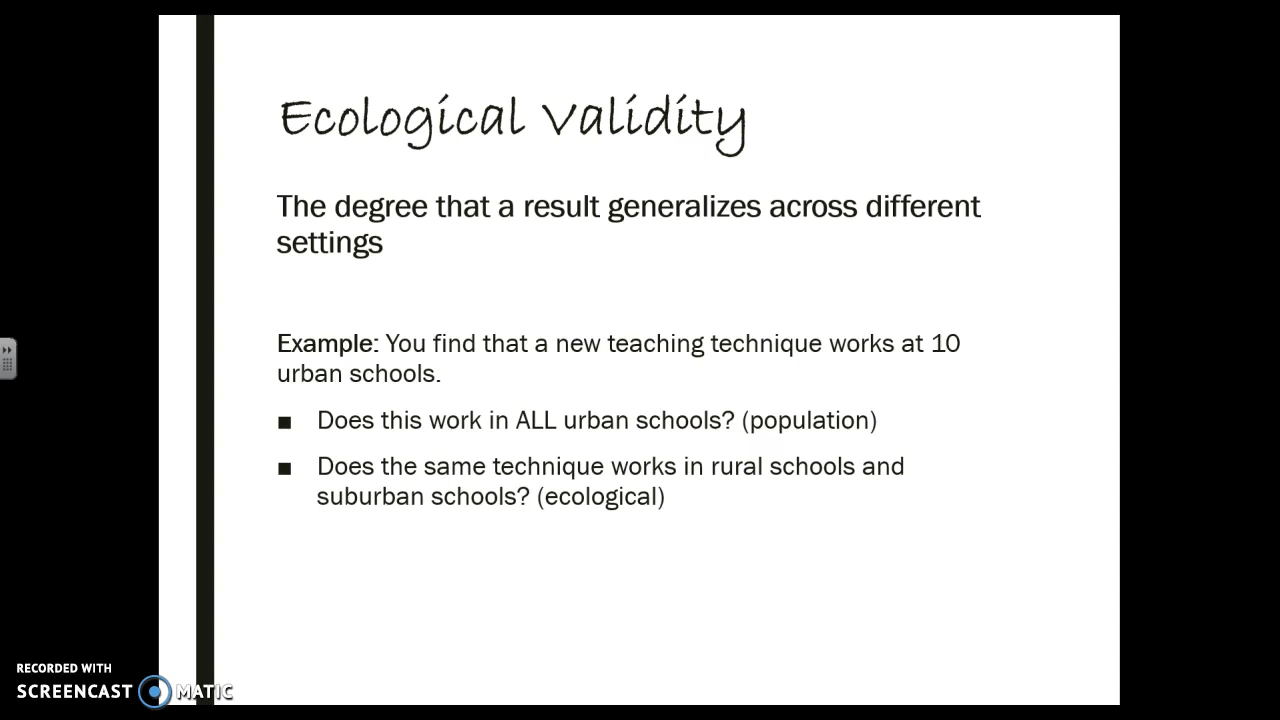 Ecological Validity
The degree that a result generalizes across different
settings
Example: You find that a new teaching technique works at 10
urban schools.
■ Does this work in ALL urban schools? (population)
■ Does the same technique works in rural schools and
suburban schools? (ecological)
RECORDED WITH
SCREENCAST MATIC